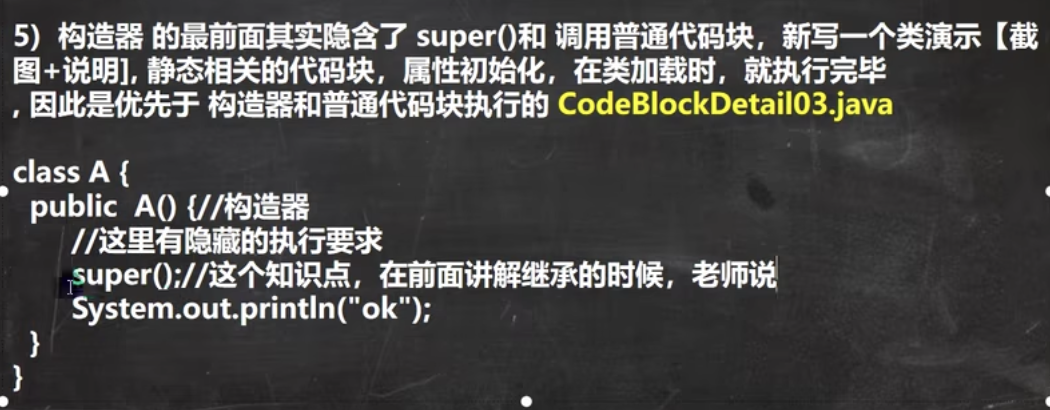 5）构造器 的最前面其实隐含了 super()和 调用普通代码块，新写一个类演示【截
图+说明], 静态相关的代码块，属性初始化，在类加载时，就执行完毕
, 因此是优先于 构造器和普通代码块执行的 CodeBlockDetail03.java
class A {
public A() {//构造器
//这里有隐藏的执行要求
super();//这个知识点，在前面讲解继承的时候，老师说
System.out.println("ok");
}
}